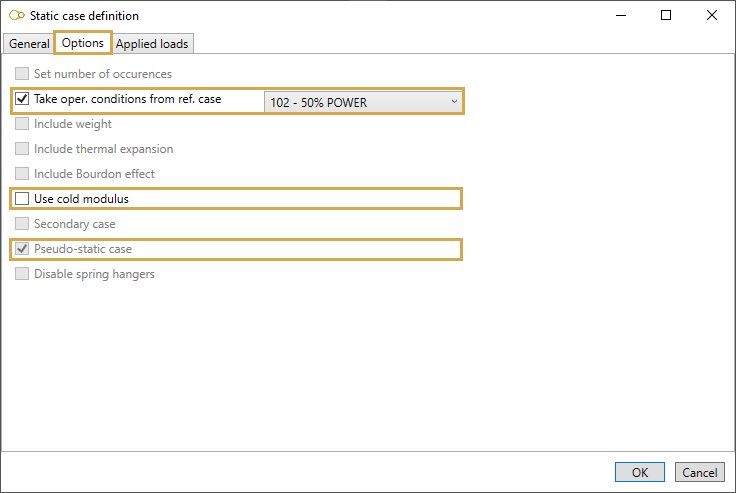 Static case definition
General Options Applied loads
Set number of occurences
Take oper. conditions from ref. case 102 - 50% POWER
Include weight
Include thermal expansion
Include Bourdon effect
Use cold modulus
Secondary case
Pseudo-static case
Disable spring hangers
OK Cancel